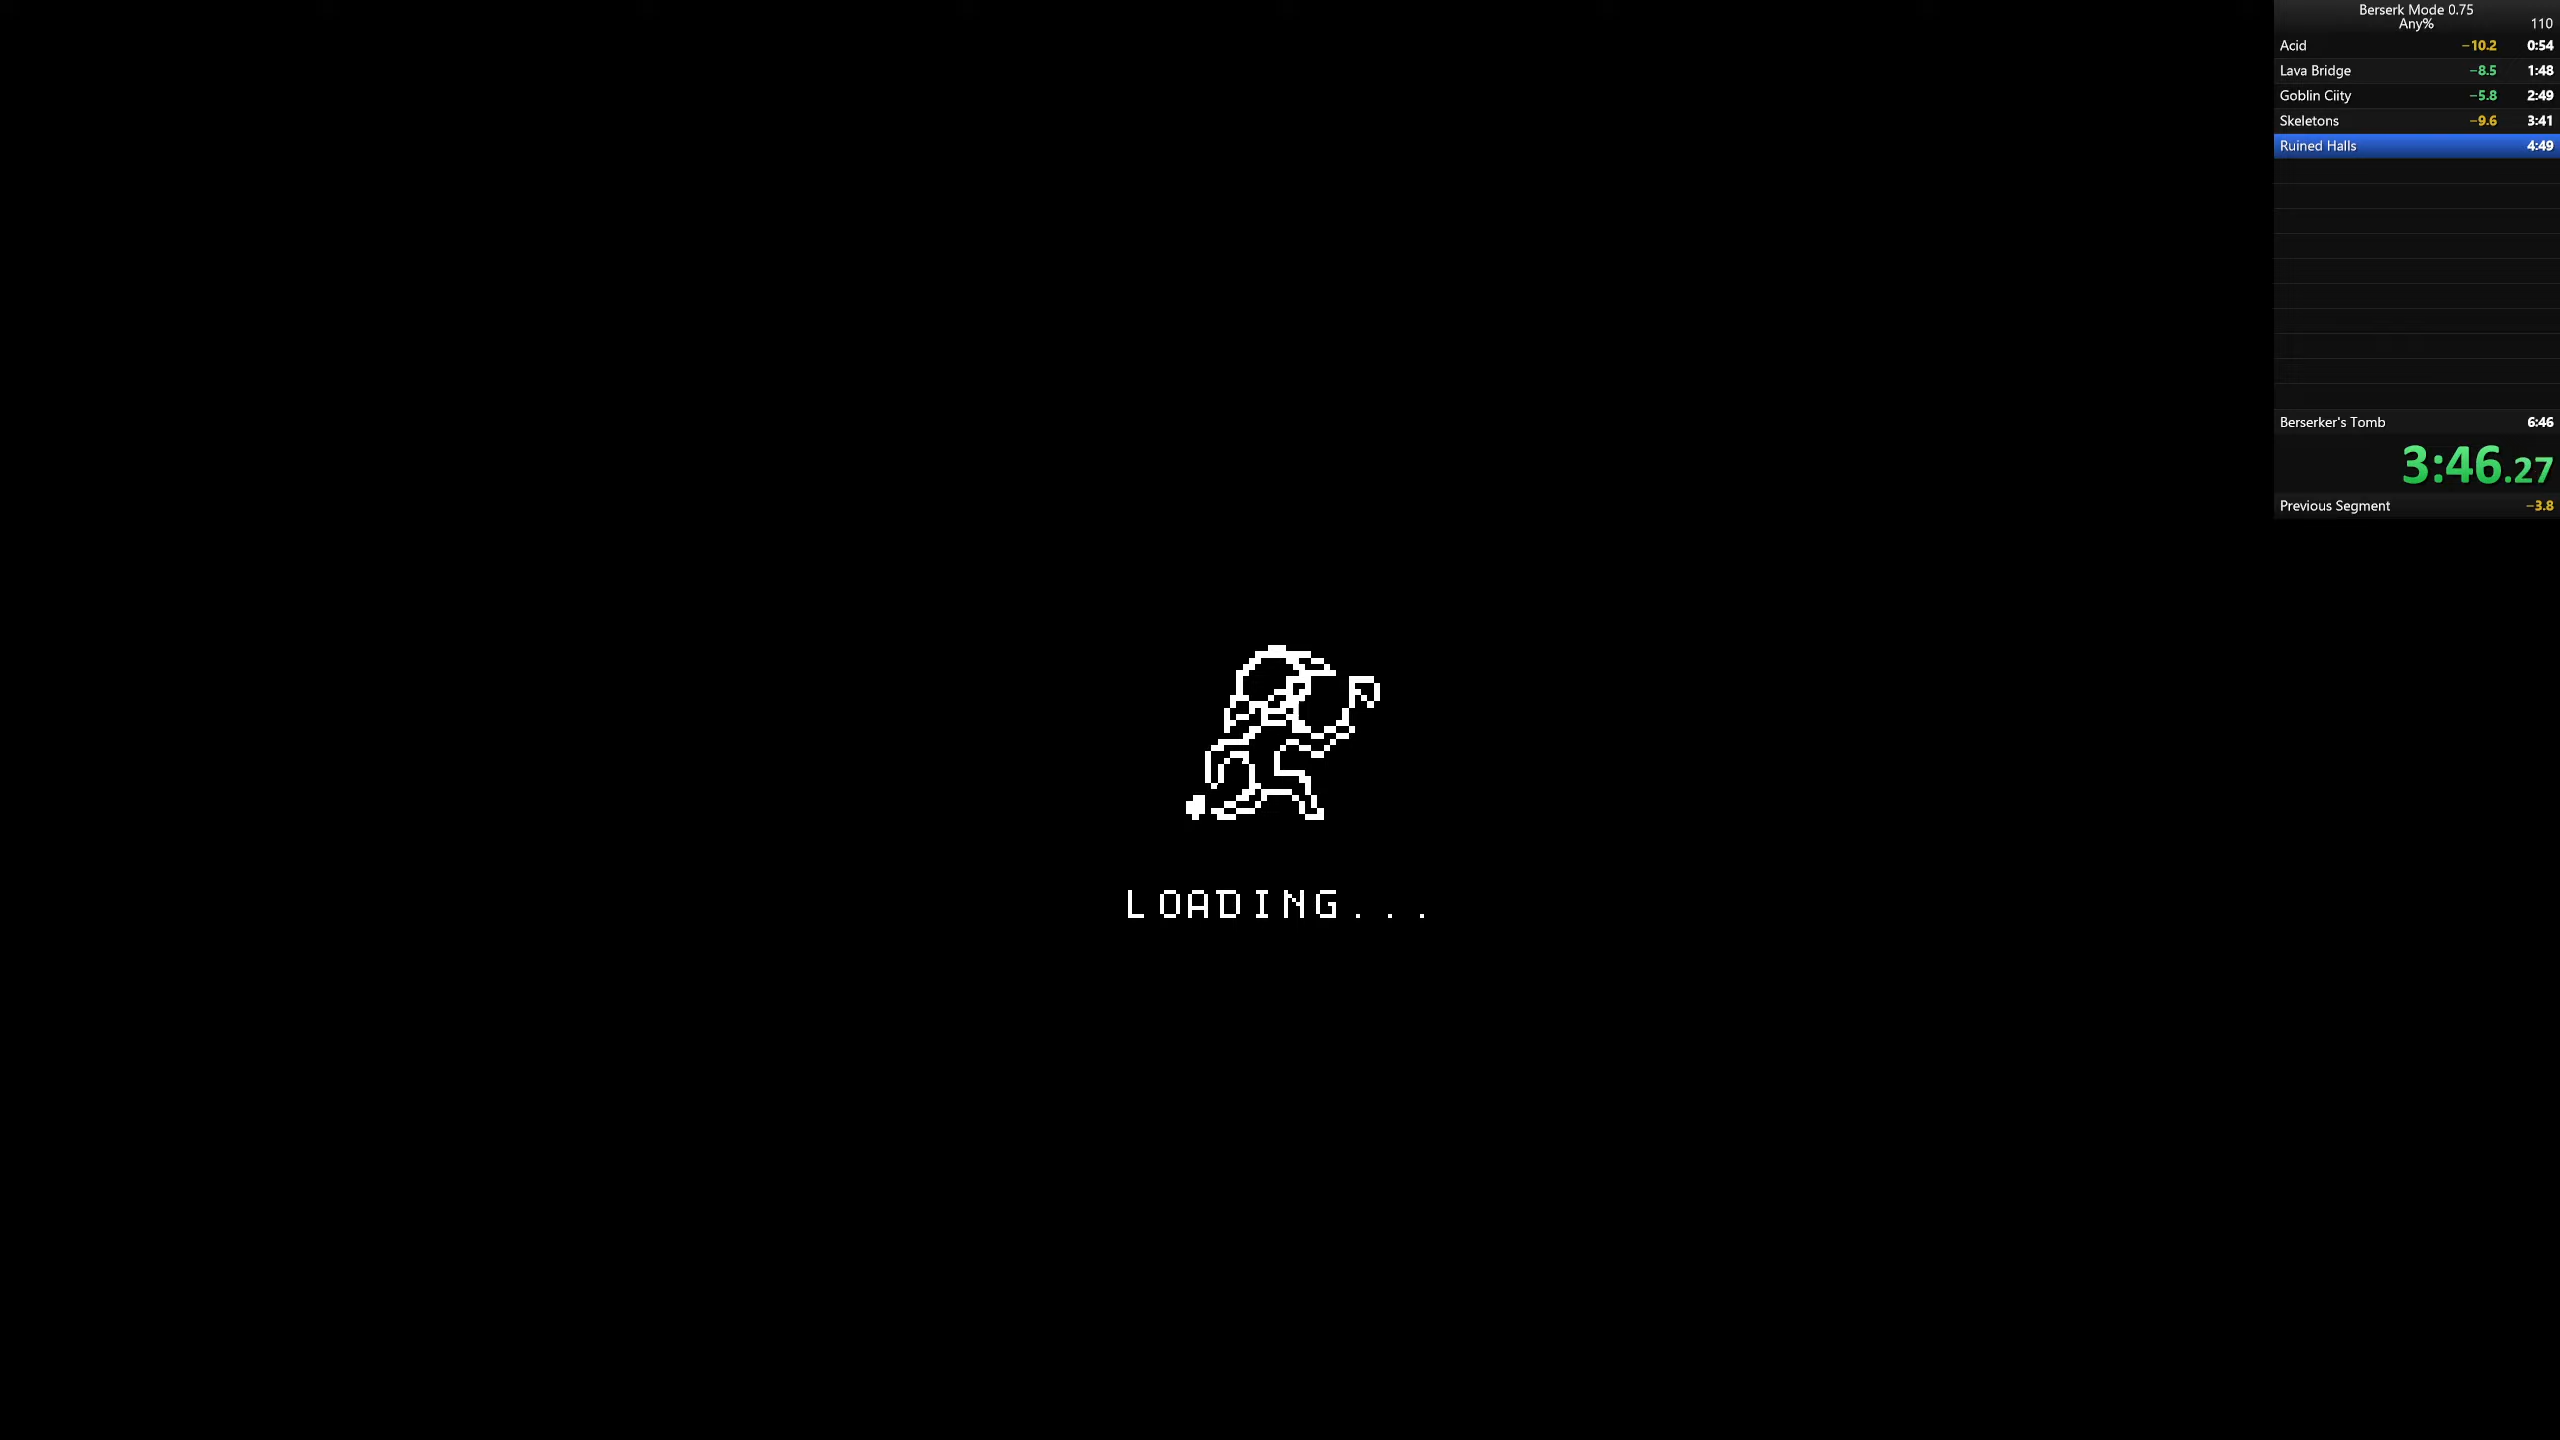 Berserk Mode 0.75
Any% 110
Acid −10.2 0:54
Lava Bridge −8.5 1:48
Goblin Ciity −5.8 2:49
Skeletons −9.6 3:41
Ruined Halls 4:49
Berserker's Tomb 6:46
3:46.27
Previous Segment −3.8
LOADING...